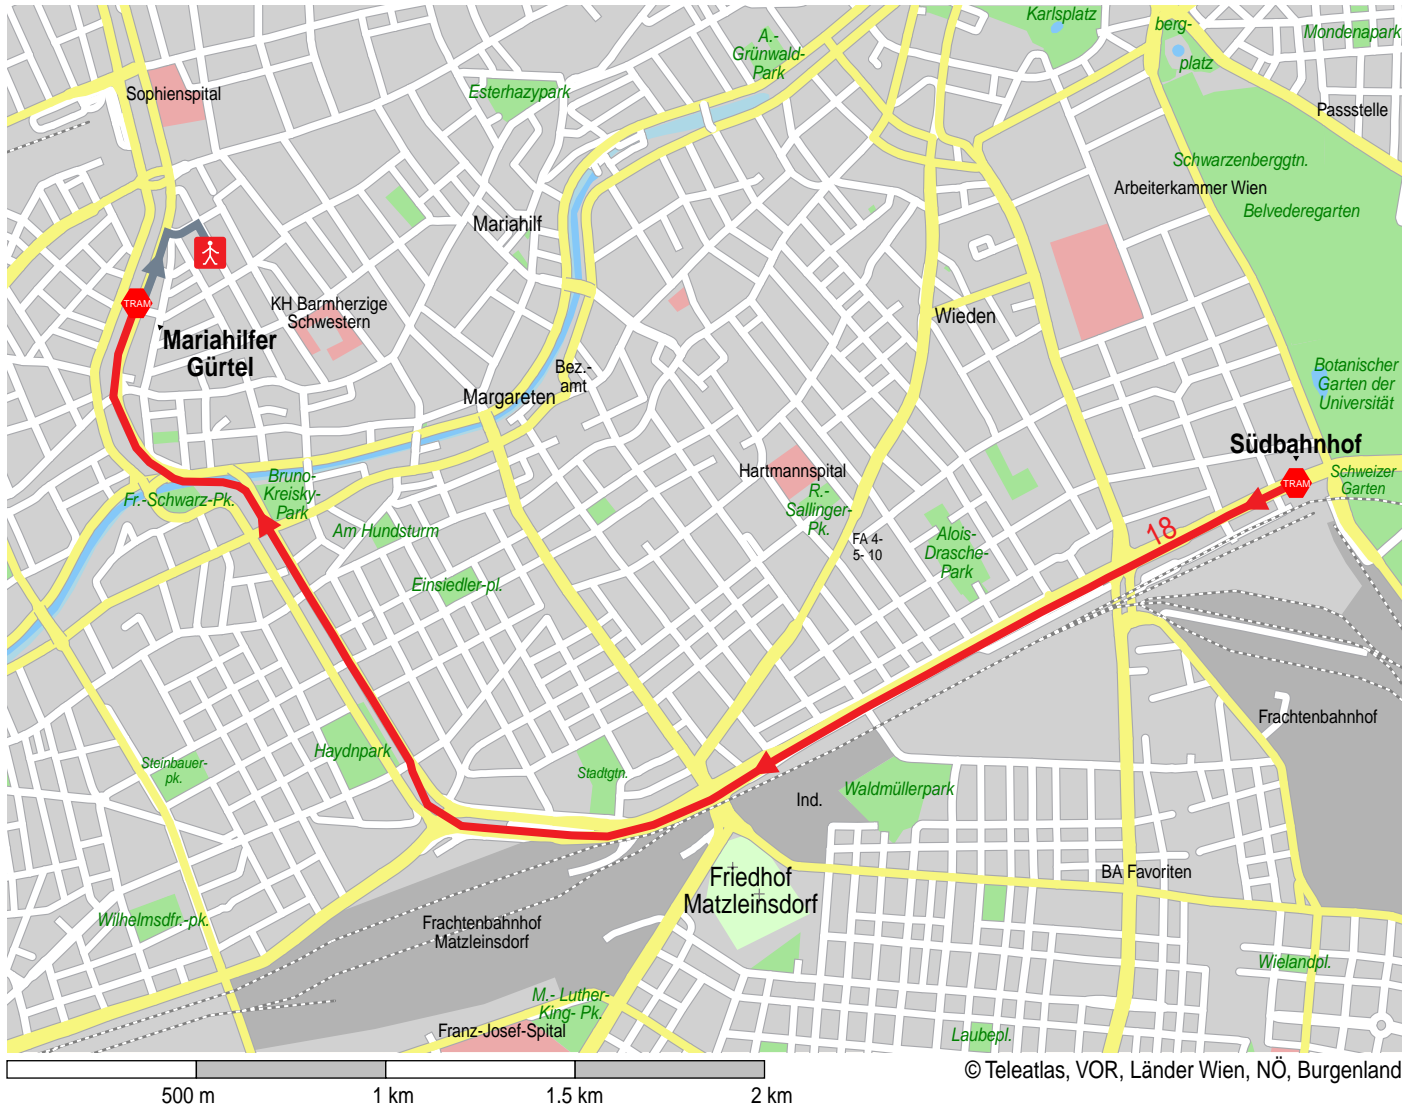 Karlsplatz
berg-
platz
Mondenapark
A.-
Grünwald-
Park
Sophienspital
Esterhazypark
Passstelle
Schwarzenberggtn.
Arbeiterkammer Wien
Belvederegarten
Mariahilf
KH Barmherzige
Schwestern
TRAM
Mariahilfer
Gürtel
Wieden
Bez.-
amt
Margareten
Botanischer
Garten der
Universität
Südbahnhof
TRAM
Schweizer
Garten
Hartmannspital
R.-
Sallinger-
Pk.
Bruno-
Kreisky-
Park
Fr.-Schwarz-Pk.
Am Hundsturm
18
FA 4-
5- 10
Alois-
Drasche-
Park
Einsiedler-pl.
Frachtenbahnhof
Haydnpark
Steinbauer-
pk.
Stadtgtn.
Ind.
Waldmüllerpark
Friedhof
Matzleinsdorf
BA Favoriten
Wilhelmsdfr.-pk.
Frachtenbahnhof
Matzleinsdorf
Wielandpl.
M.- Luther-
King- Pk.
Franz-Josef-Spital
Laubepl.
© Teleatlas, VOR, Länder Wien, NÖ, Burgenland
500 m
1 km
1.5 km
2 km